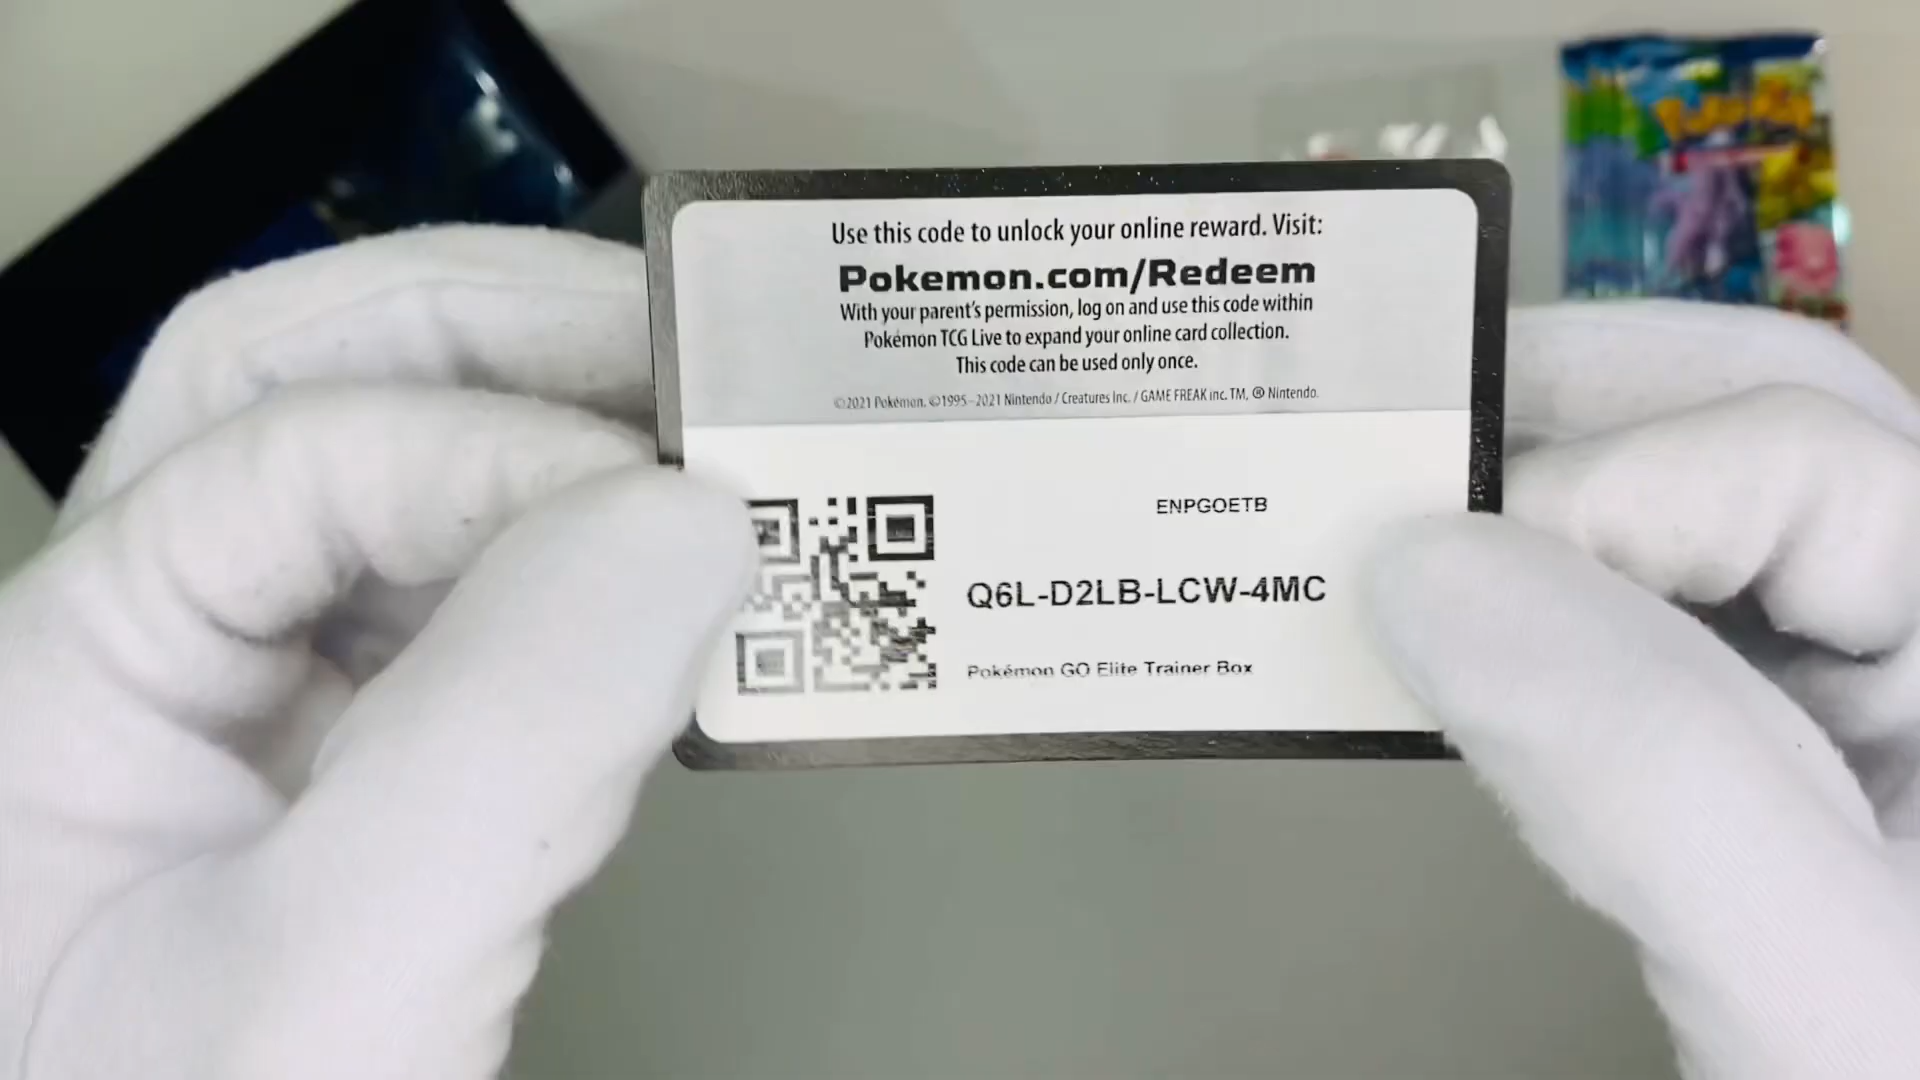 Use this code to unlock your online reward. Visit:
Pokemon.com/Redeem
With your parent's permission, log on and use this code within
Pokémon TCG Live to expand your online card collection.
This code can be used only once.
©2021 Pokémon. ©1995–2021 Nintendo / Creatures Inc. / GAME FREAK inc. TM, ® Nintendo.
ENPGOETB
Q6L-D2LB-LCW-4MC
Pokémon GO Elite Trainer Box